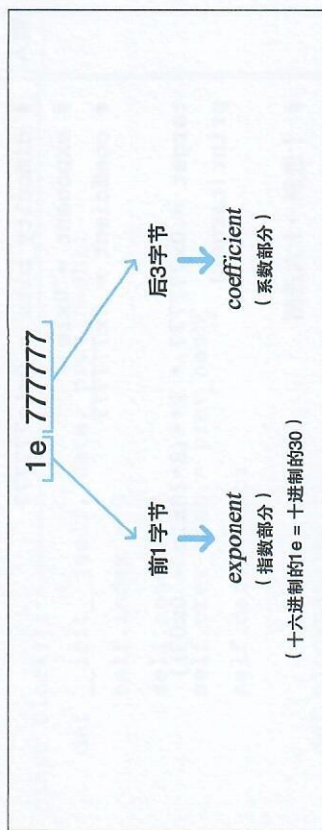 1e 777777
前1字节 后3字节
exponent coefficient
(指数部分) (系数部分)
(十六进制的1e = 十进制的30)